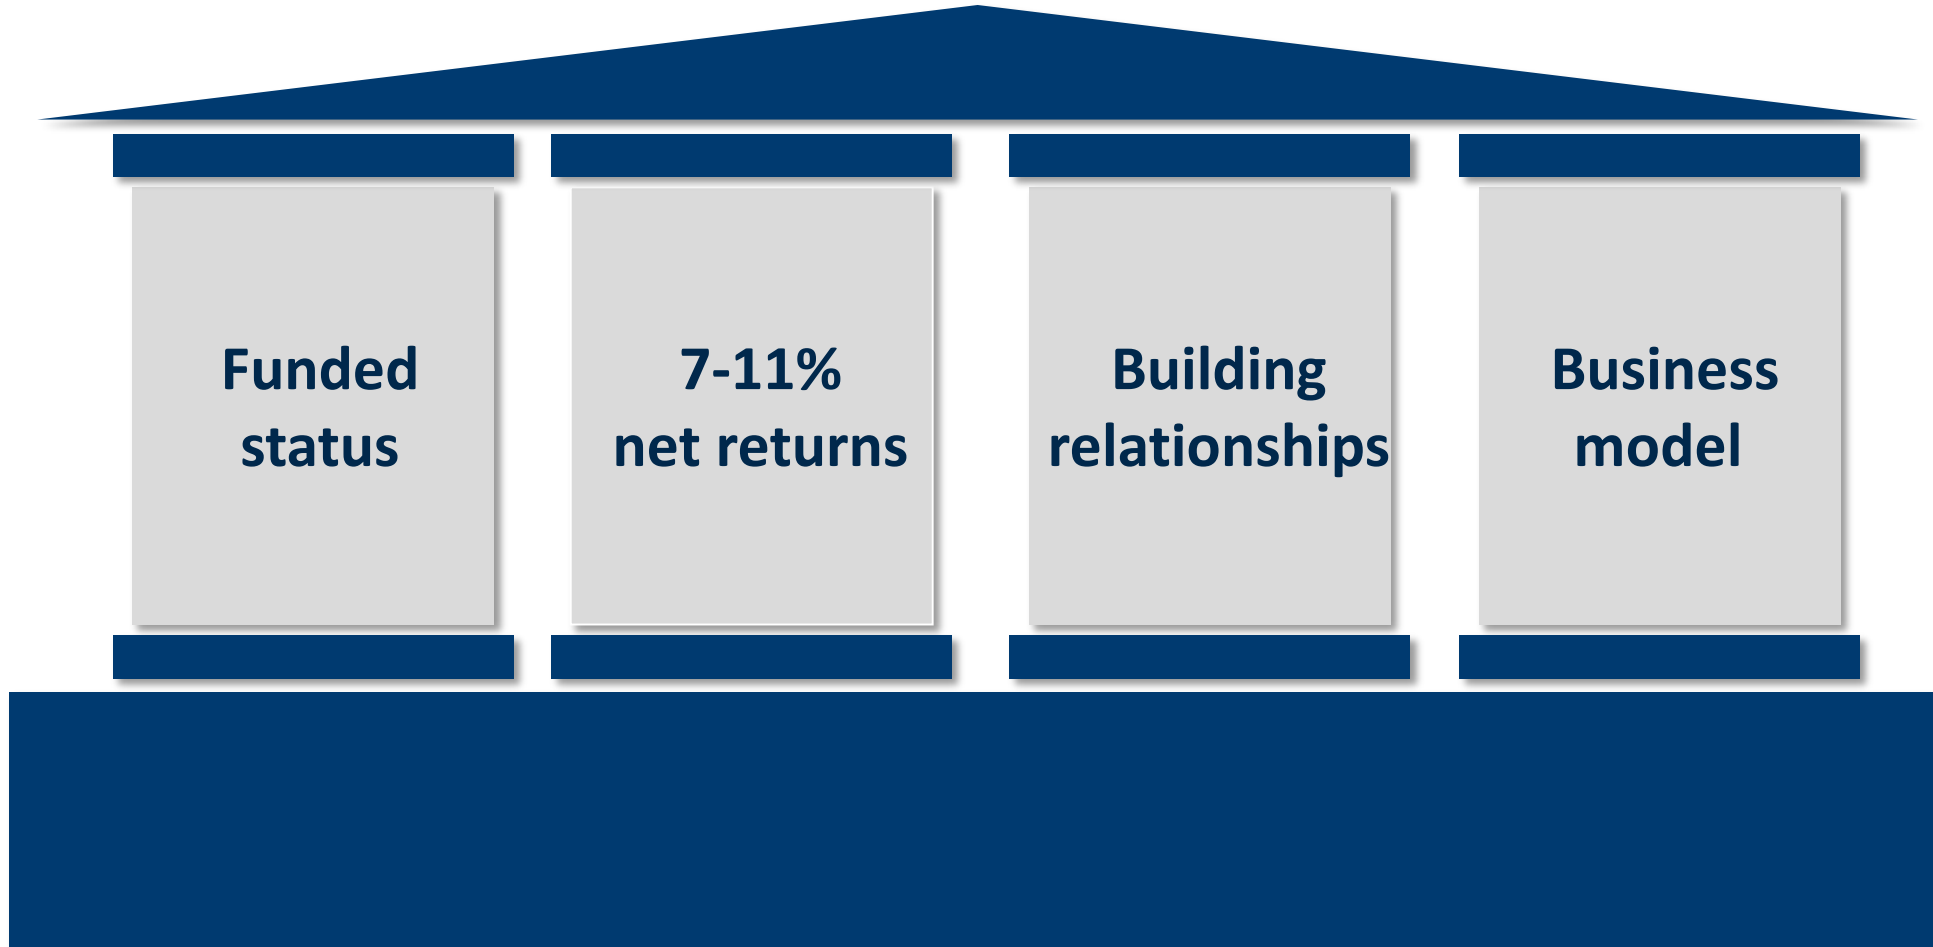 Funded
status
7-11%
net returns
Building
relationships
Business
model